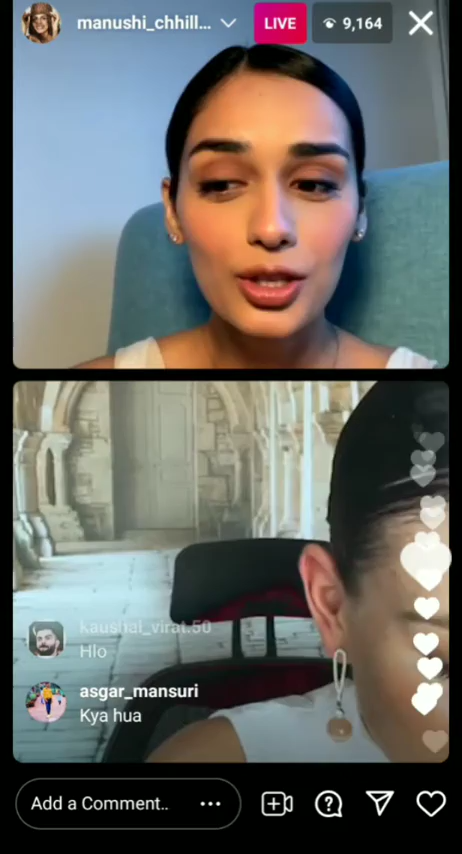 manushi_chhill...
LIVE
9,164
kaushal_virat.50
Hlo
asgar_mansuri
Kya hua
Add a Comment..